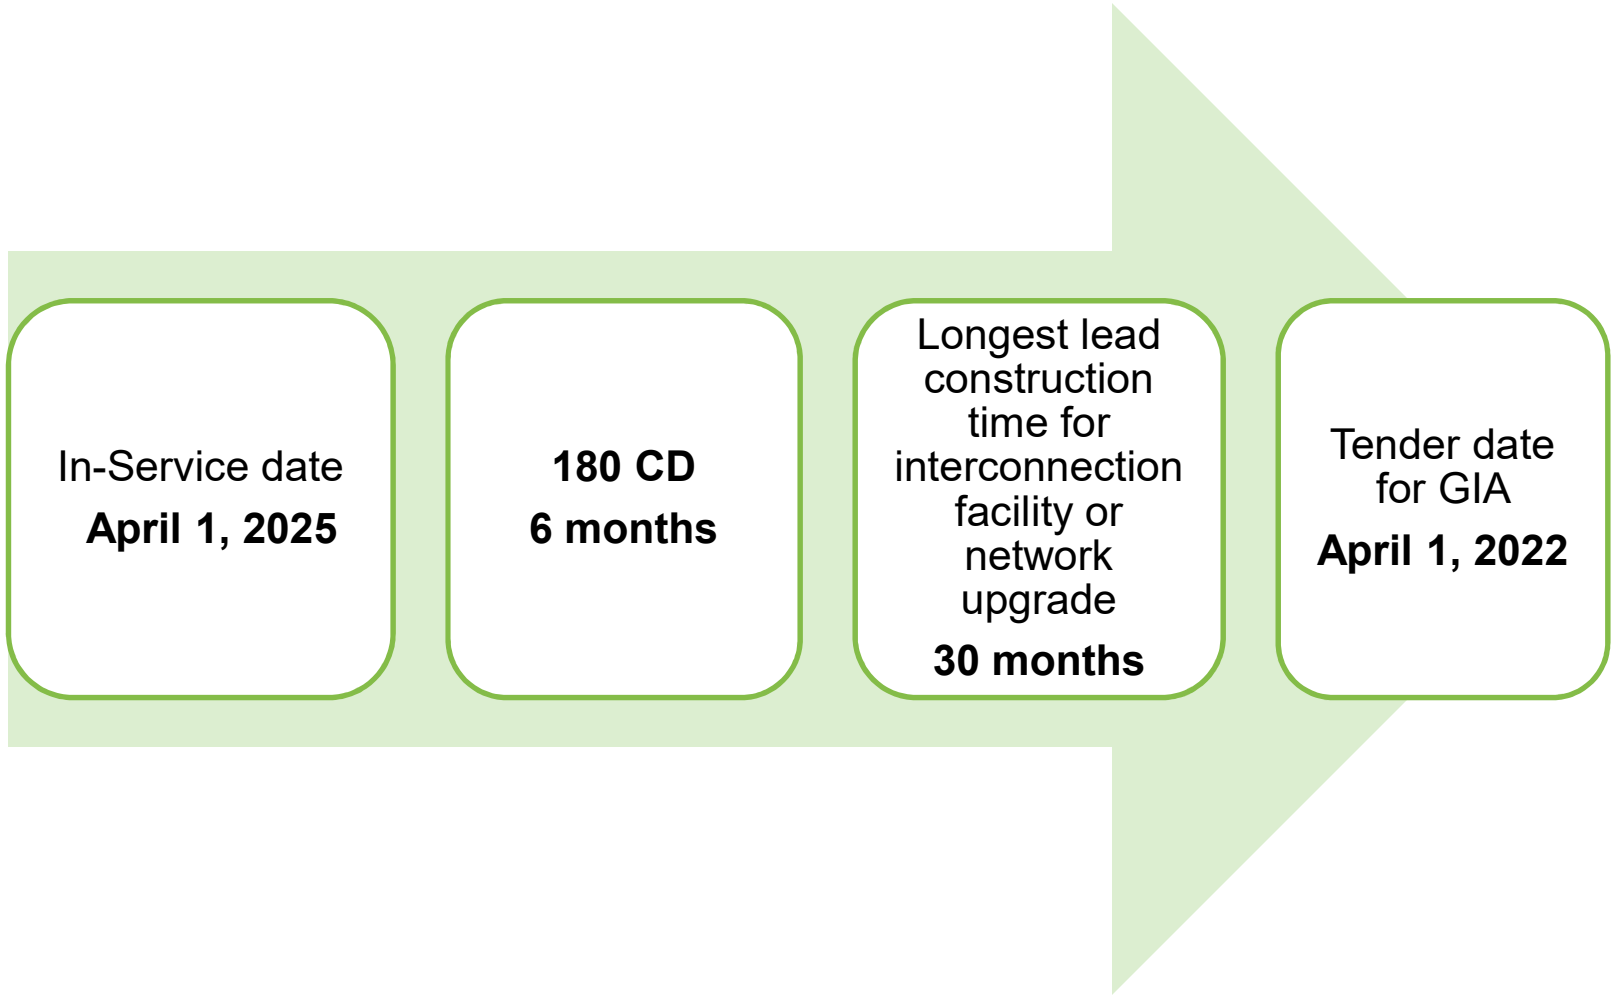 In-Service date
April 1, 2025
180 CD
6 months
Longest lead
construction
time for
interconnection
facility or
network
upgrade
30 months
Tender date
for GIA
April 1, 2022